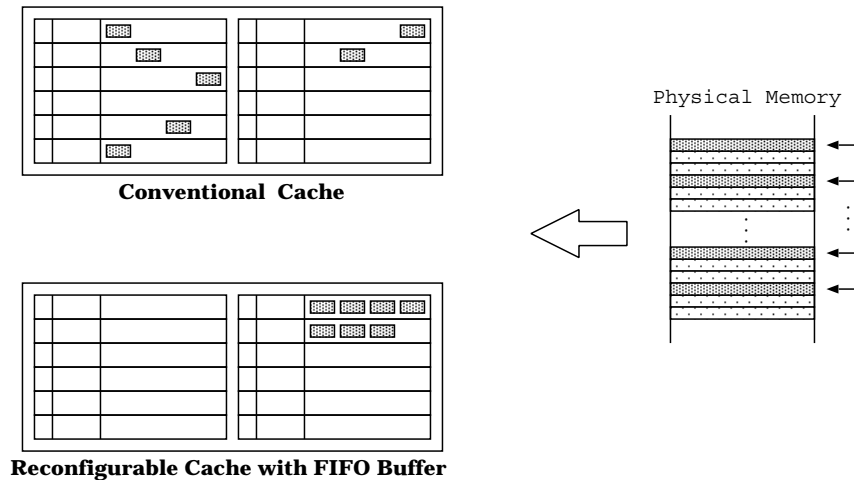 Conventional Cache
Physical Memory
Reconfigurable Cache with FIFO Buffer